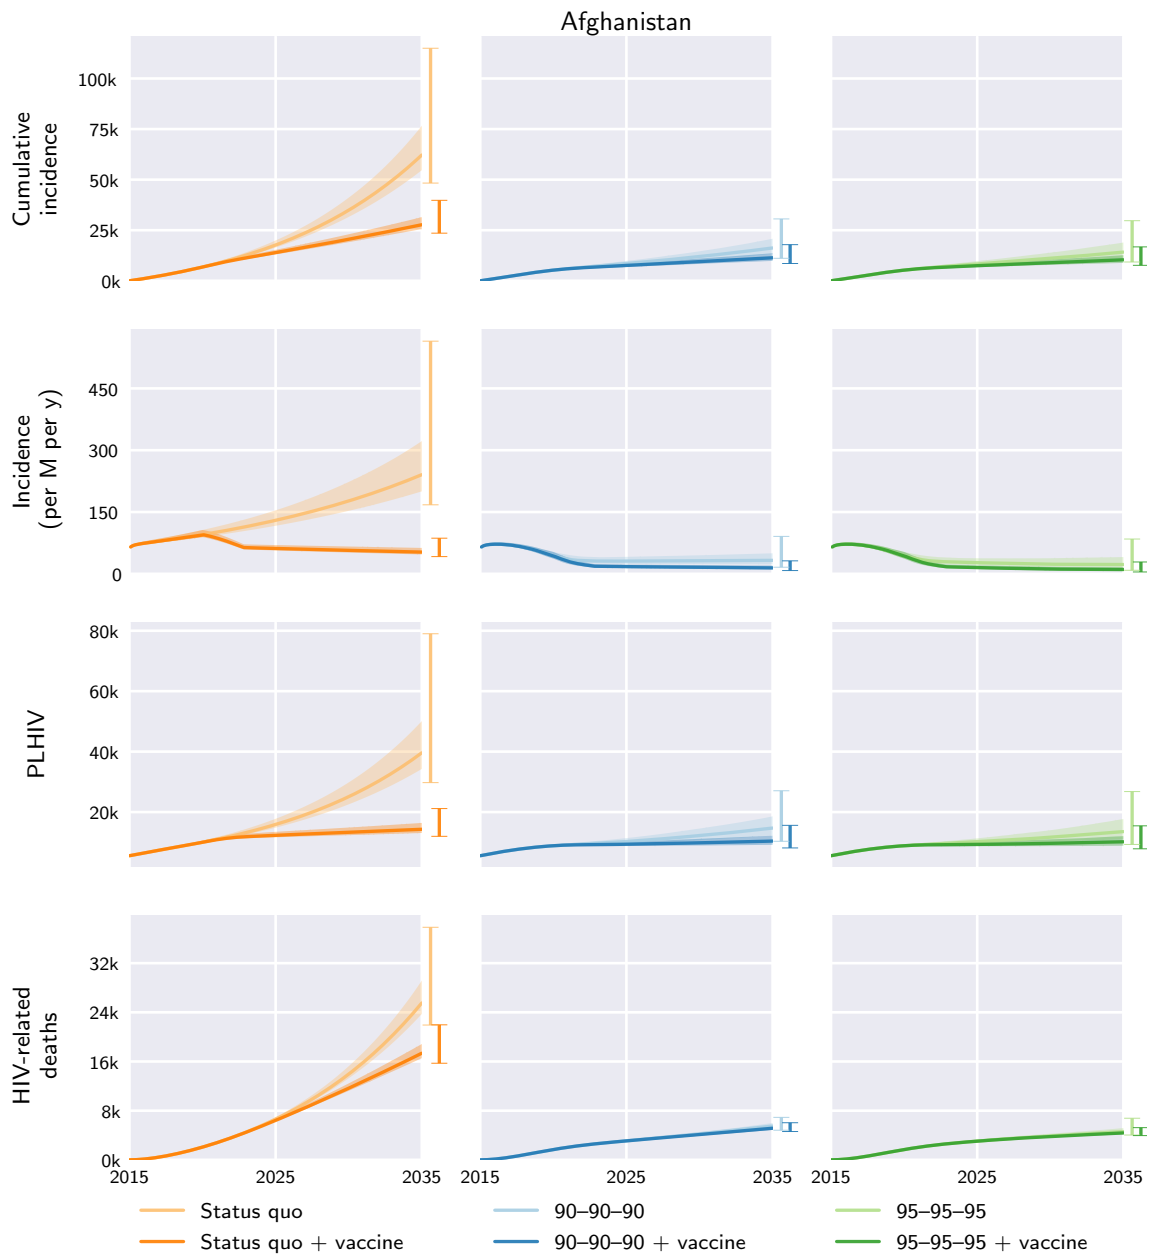 Afghanistan
Cumulative
incidence
100k
75k
50k
25k
0k
Incidence
(per M per y)
450
300
150
0
PLHIV
80k
60k
40k
20k
HIV-related
deaths
32k
24k
16k
8k
0k
2015 2025 2035 2015 2025 2035 2015 2025 2035
Status quo 90–90–90 95–95–95
Status quo + vaccine 90–90–90 + vaccine 95–95–95 + vaccine